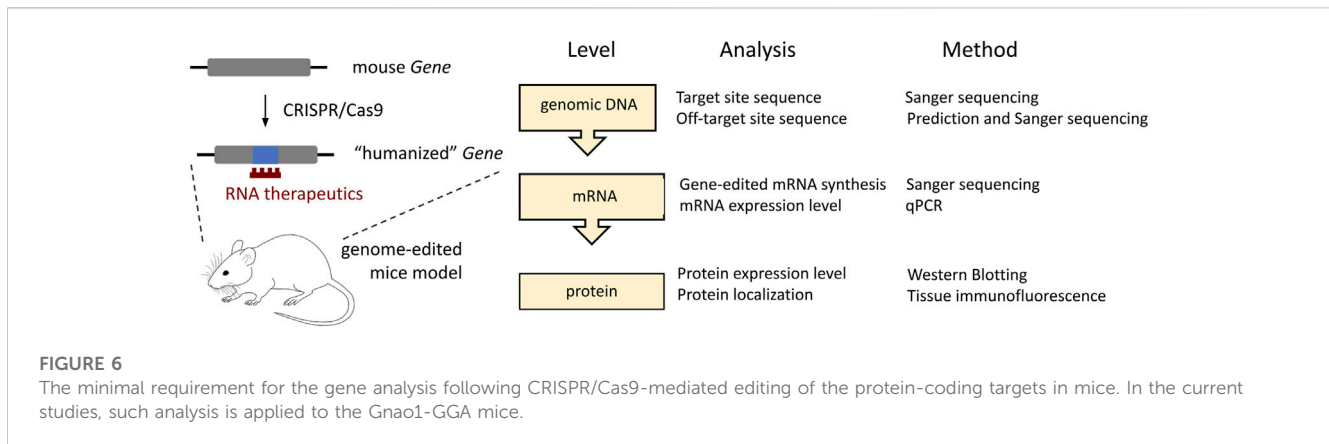 mouse Gene
CRISPR/Cas9
“humanized” Gene
RNA therapeutics
genome-edited
mice model
Level Analysis Method
genomic DNA
Target site sequence
Off-target site sequence
Sanger sequencing
Prediction and Sanger sequencing
mRNA
Gene-edited mRNA synthesis
mRNA expression level
Sanger sequencing
qPCR
protein
Protein expression level
Protein localization
Western Blotting
Tissue immunofluorescence
FIGURE 6
The minimal requirement for the gene analysis following CRISPR/Cas9-mediated editing of the protein-coding targets in mice. In the current
studies, such analysis is applied to the Gnao1-GGA mice.